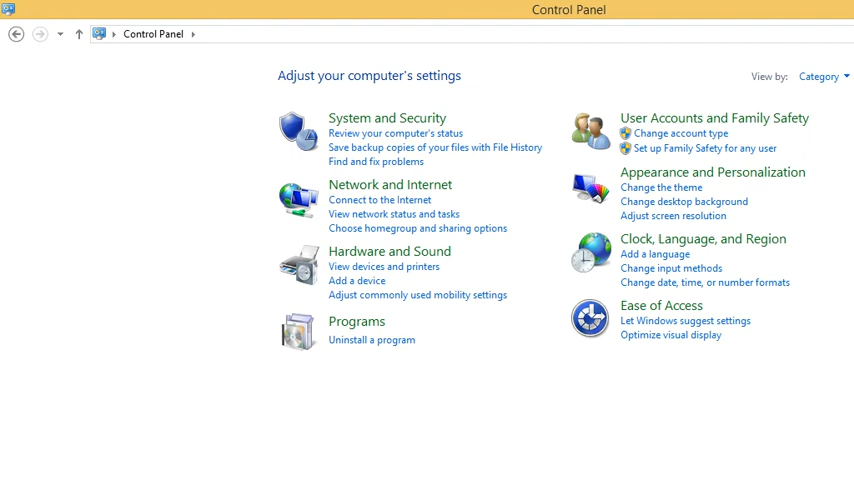 Control Panel
Control Panel
Adjust your computer's settings
View by: Category
System and Security
Review your computer's status
Save backup copies of your files with File History
Find and fix problems
Network and Internet
Connect to the Internet
View network status and tasks
Choose homegroup and sharing options
Hardware and Sound
View devices and printers
Add a device
Adjust commonly used mobility settings
Programs
Uninstall a program
User Accounts and Family Safety
Change account type
Set up Family Safety for any user
Appearance and Personalization
Change the theme
Change desktop background
Adjust screen resolution
Clock, Language, and Region
Add a language
Change input methods
Change date, time, or number formats
Ease of Access
Let Windows suggest settings
Optimize visual display